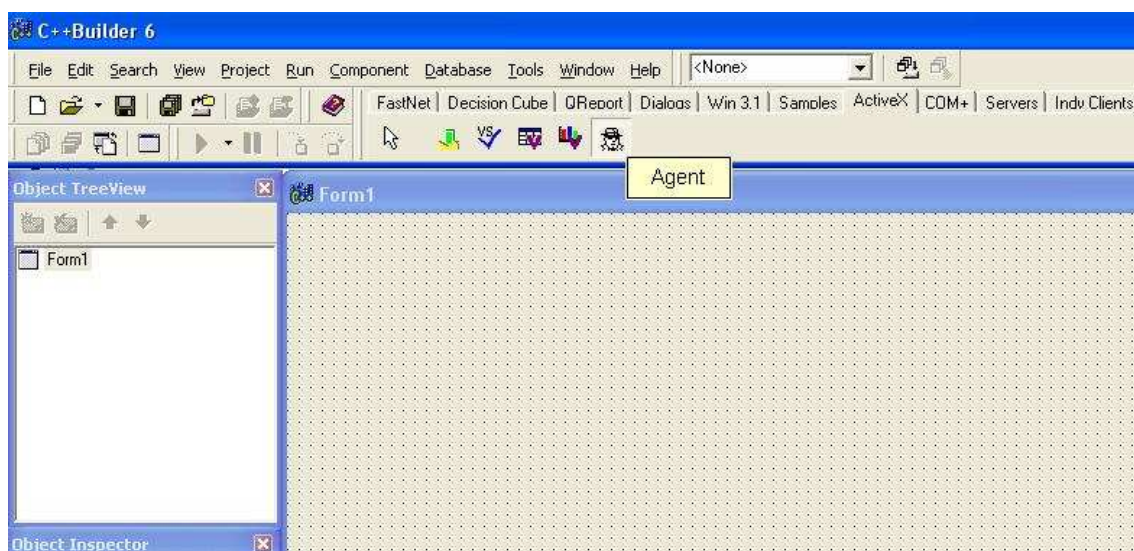 C++Builder 6
File Edit Search View Project Run Component Database Tools Window Help <None>
FastNet Decision Cube QReport Dialogs Win 3.1 Samples ActiveX COM+ Servers Indy Clients
VS
Agent
Object TreeView
Form1
Form1
Object Inspector